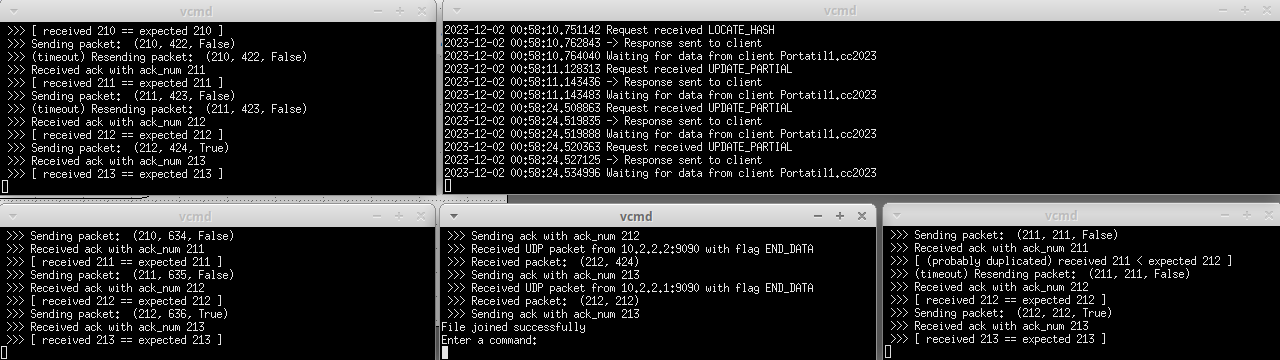 vcmd
>>> [ received 210 == expected 210 ]
>>> Sending packet:  (210, 422, False)
>>> (timeout) Resending packet:  (210, 422, False)
>>> Received ack with ack_num 211
>>> [ received 211 == expected 211 ]
>>> Sending packet:  (211, 423, False)
>>> (timeout) Resending packet:  (211, 423, False)
>>> Received ack with ack_num 212
>>> [ received 212 == expected 212 ]
>>> Sending packet:  (212, 424, True)
>>> Received ack with ack_num 213
>>> [ received 213 == expected 213 ]
vcmd
2023-12-02 00:58:10.751142 Request received LOCATE_HASH
2023-12-02 00:58:10.762843 -> Response sent to client
2023-12-02 00:58:10.764040 Waiting for data from client Portatil1.cc2023
2023-12-02 00:58:11.128313 Request received UPDATE_PARTIAL
2023-12-02 00:58:11.143436 -> Response sent to client
2023-12-02 00:58:11.143483 Waiting for data from client Portatil1.cc2023
2023-12-02 00:58:24.508863 Request received UPDATE_PARTIAL
2023-12-02 00:58:24.519835 -> Response sent to client
2023-12-02 00:58:24.519888 Waiting for data from client Portatil1.cc2023
2023-12-02 00:58:24.520363 Request received UPDATE_PARTIAL
2023-12-02 00:58:24.527125 -> Response sent to client
2023-12-02 00:58:24.534996 Waiting for data from client Portatil1.cc2023
vcmd
>>> Sending packet:  (210, 634, False)
>>> Received ack with ack_num 211
>>> [ received 211 == expected 211 ]
>>> Sending packet:  (211, 635, False)
>>> Received ack with ack_num 212
>>> [ received 212 == expected 212 ]
>>> Sending packet:  (212, 636, True)
>>> Received ack with ack_num 213
>>> [ received 213 == expected 213 ]
vcmd
>>> Sending ack with ack_num 212
>>> Received UDP packet from 10.2.2.2:9090 with flag END_DATA
>>> Received packet:  (212, 424)
>>> Sending ack with ack_num 213
>>> Received UDP packet from 10.2.2.1:9090 with flag END_DATA
>>> Received packet:  (212, 212)
>>> Sending ack with ack_num 213
File joined successfully
Enter a command:
vcmd
>>> Sending packet:  (211, 211, False)
>>> Received ack with ack_num 211
>>> [ (probably duplicated) received 211 < expected 212 ]
>>> (timeout) Resending packet:  (211, 211, False)
>>> Received ack with ack_num 212
>>> [ received 212 == expected 212 ]
>>> Sending packet:  (212, 212, True)
>>> Received ack with ack_num 213
>>> [ received 213 == expected 213 ]